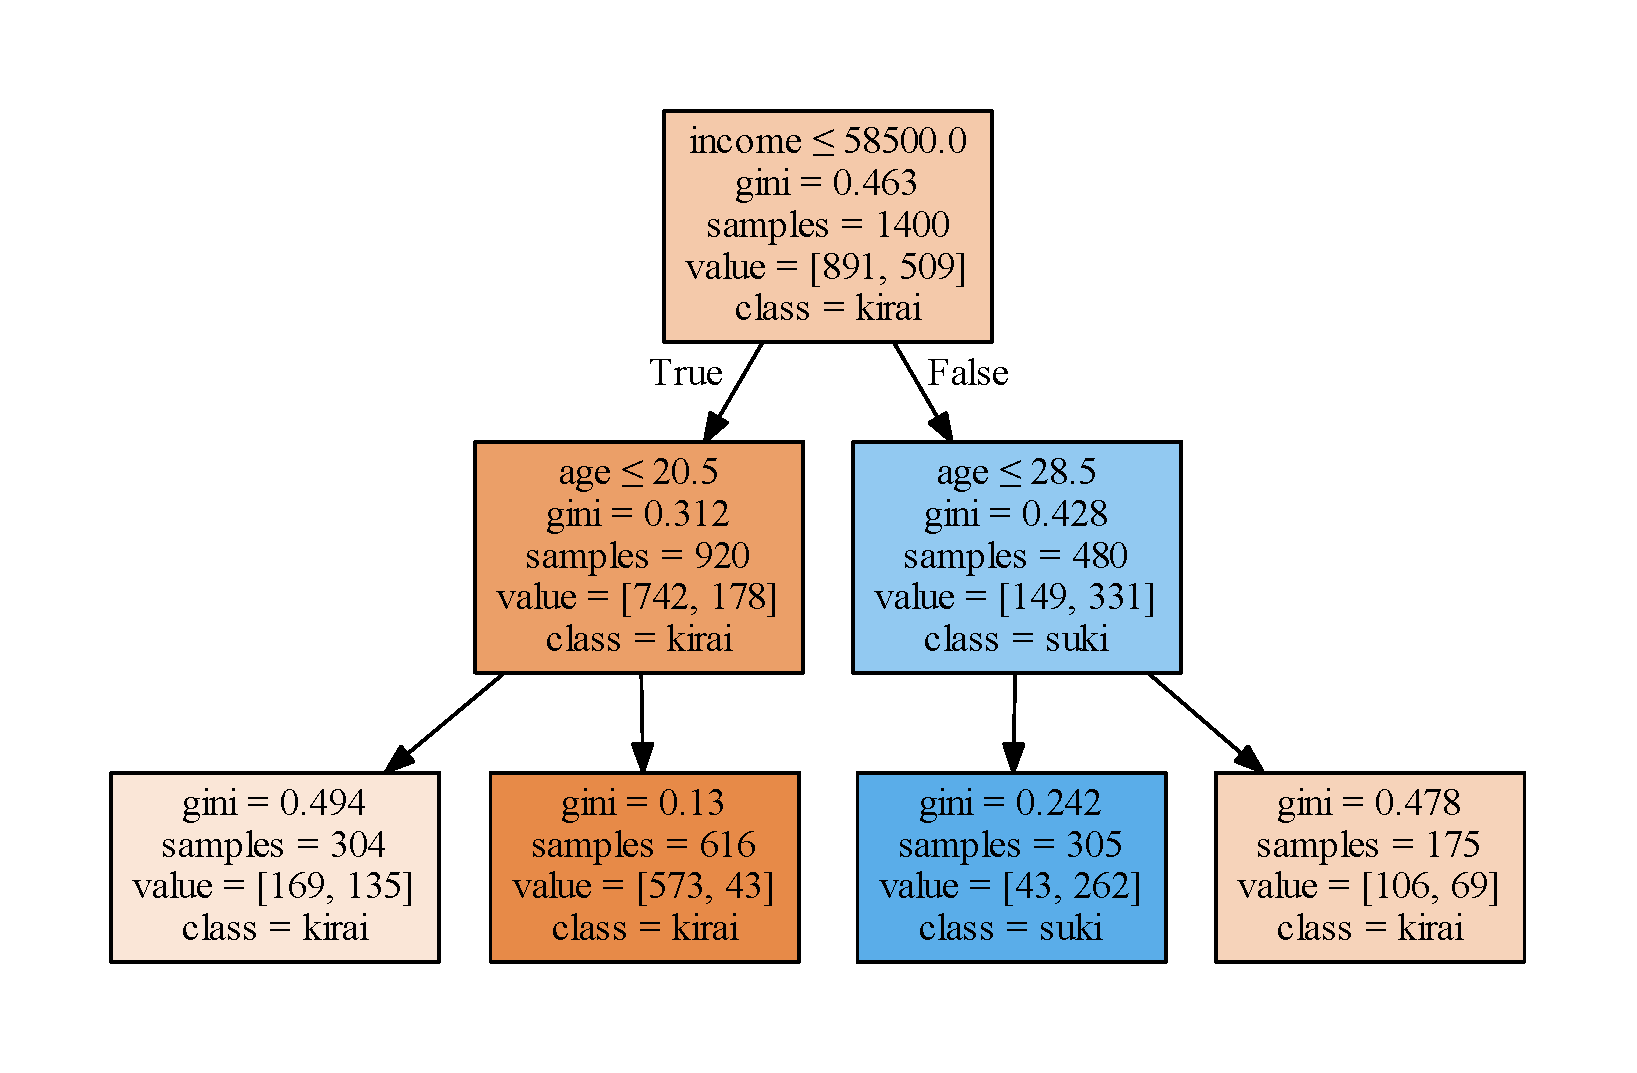 income ≤ 58500.0
gini = 0.463
samples = 1400
value = [891, 509]
class = kirai
True
False
age ≤ 20.5
gini = 0.312
samples = 920
value = [742, 178]
class = kirai
age ≤ 28.5
gini = 0.428
samples = 480
value = [149, 331]
class = suki
gini = 0.494
samples = 304
value = [169, 135]
class = kirai
gini = 0.13
samples = 616
value = [573, 43]
class = kirai
gini = 0.242
samples = 305
value = [43, 262]
class = suki
gini = 0.478
samples = 175
value = [106, 69]
class = kirai